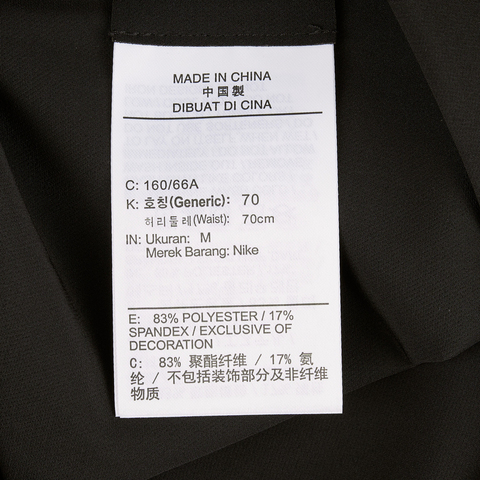 MADE IN CHINA
中国製
DIBUAT DI CINA
C: 160/66A
K: 호칭(Generic): 70
허리둘레(Waist): 70cm
IN: Ukuran: M
Merek Barang: Nike
E: 83% POLYESTER / 17%
SPANDEX / EXCLUSIVE OF
DECORATION
C: 83% 聚酯纤维 / 17% 氨
纶 / 不包括装饰部分及非纤维
物质